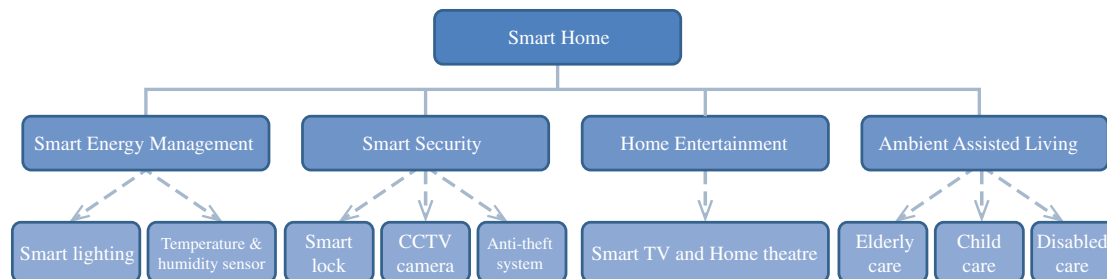 Smart Home
Smart Energy Management
Smart Security
Home Entertainment
Ambient Assisted Living
Smart lighting
Temperature &
humidity sensor
Smart
lock
CCTV
camera
Anti-theft
system
Smart TV and Home theatre
Elderly
care
Child
care
Disabled
care